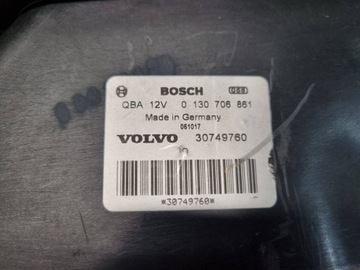 BOSCH
QBA 12V 0 130 706 861
Made in Germany
061017
VOLVO 30749760
*30749760*